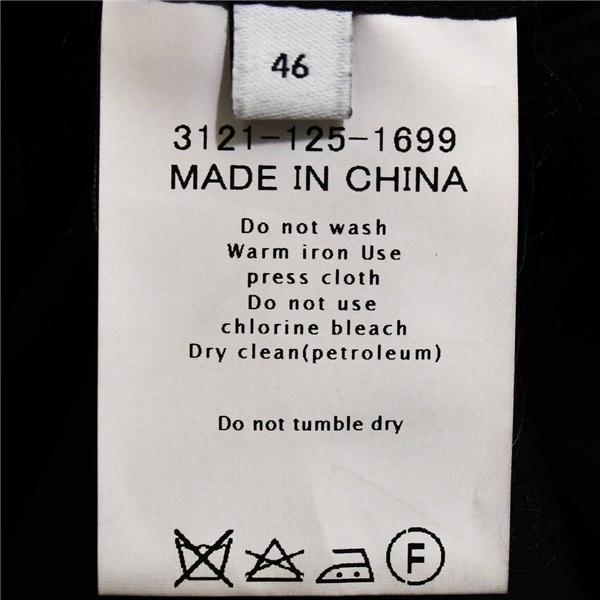 46
3121-125-1699
MADE IN CHINA
Do not wash
Warm iron Use
press cloth
Do not use
chlorine bleach
Dry clean(petroleum)
Do not tumble dry
F